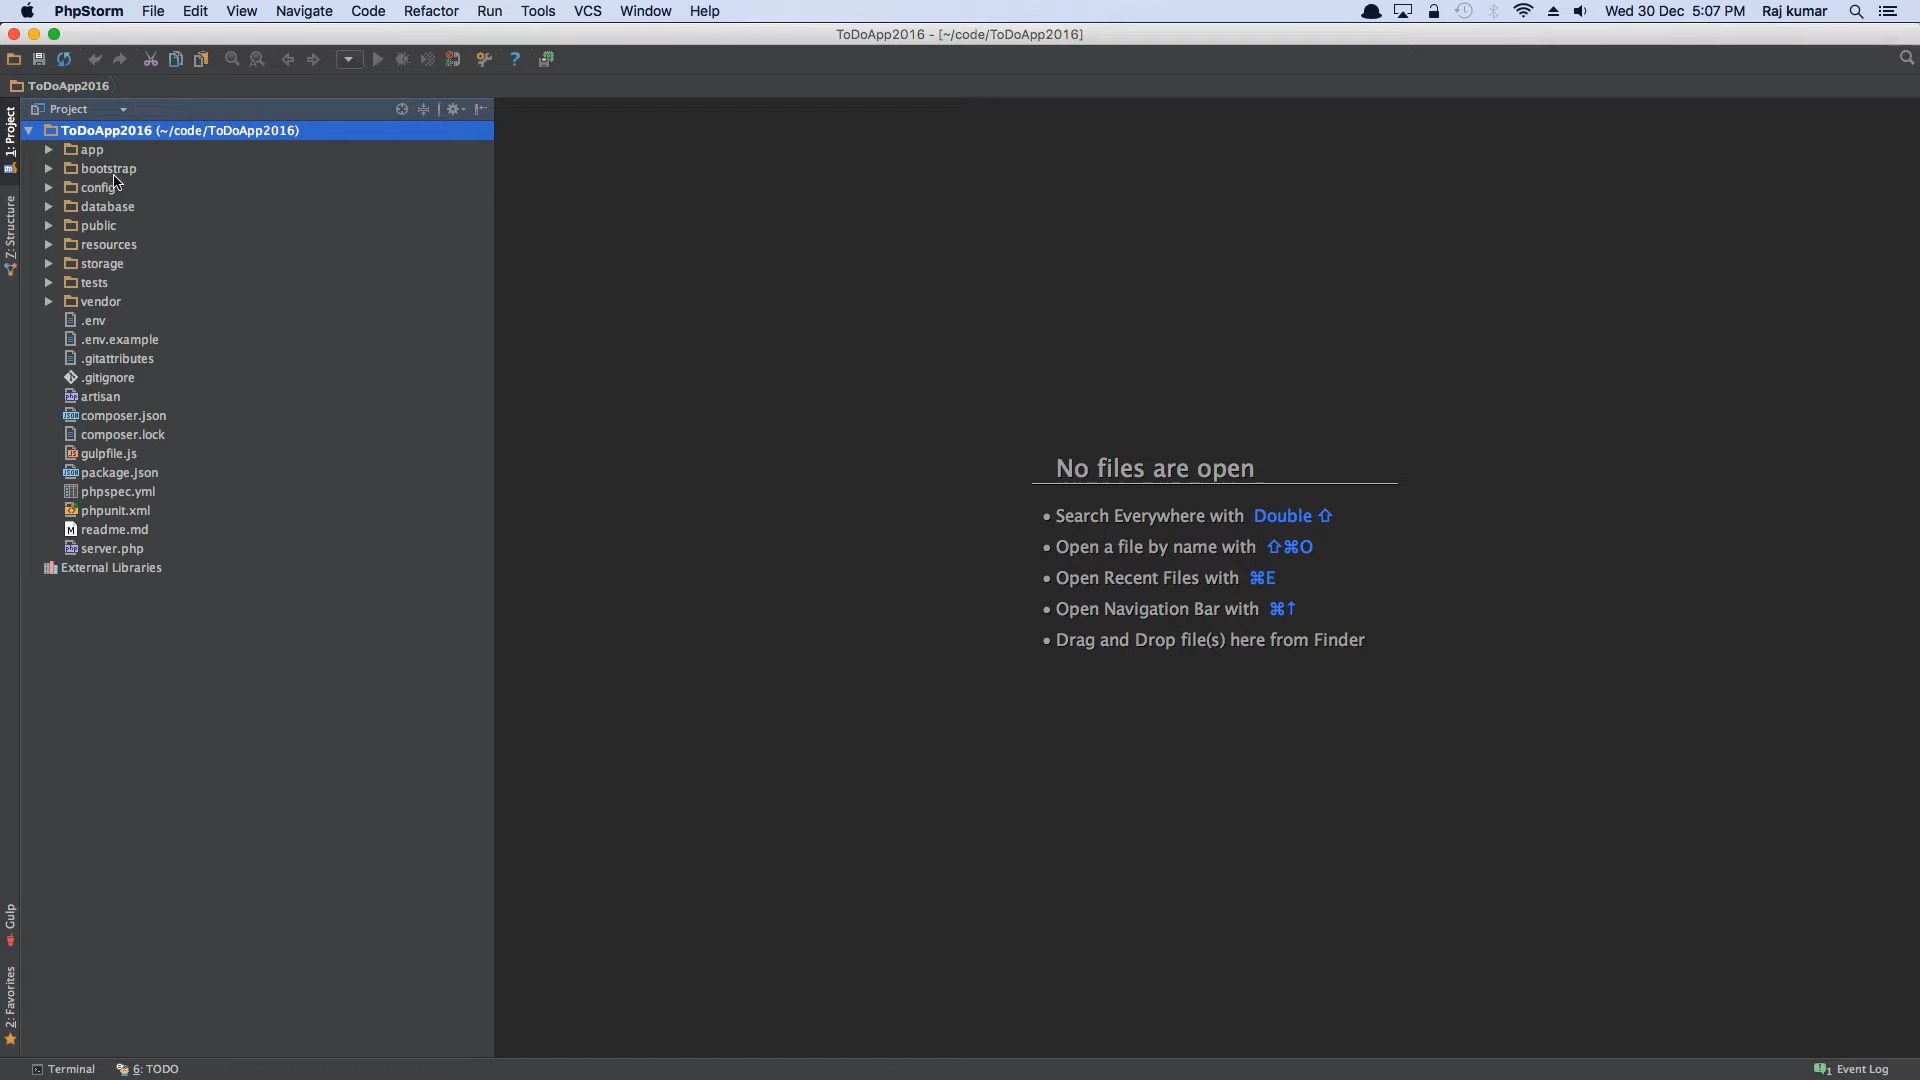 PhpStorm File Edit View Navigate Code Refactor Run Tools VCS Window Help Wed 30 Dec 5:07 PM Raj kumar
ToDoApp2016 - [~/code/ToDoApp2016]
ToDoApp2016
Project
ToDoApp2016 (~/code/ToDoApp2016)
app
bootstrap
config
database
public
resources
storage
tests
vendor
.env
.env.example
.gitattributes
.gitignore
artisan
composer.json
composer.lock
gulpfile.js
package.json
phpspec.yml
phpunit.xml
readme.md
server.php
External Libraries
1: Project
Z: Structure
Gulp
2: Favorites
No files are open
• Search Everywhere with Double ⇧
• Open a file by name with ⇧⌘O
• Open Recent Files with ⌘E
• Open Navigation Bar with ⌘↑
• Drag and Drop file(s) here from Finder
Terminal 6: TODO 1 Event Log